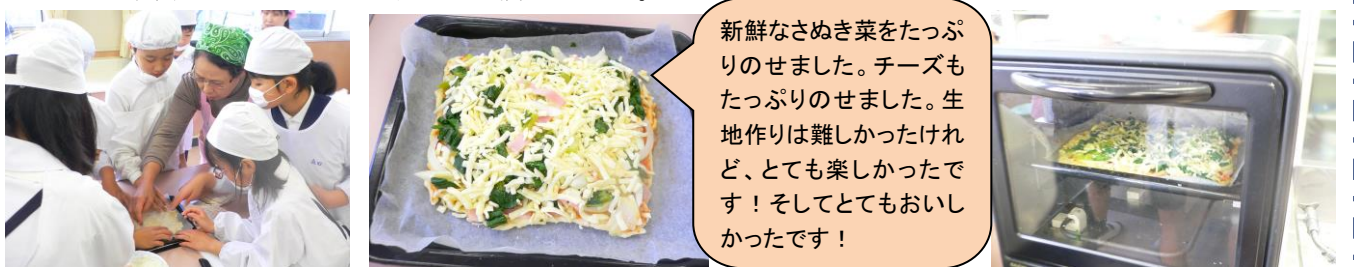 新鮮なさぬき菜をたっぷ
りのせました。チーズも
たっぷりのせました。生
地作りは難しかったけれ
ど、とても楽しかったで
す！そしてとてもおいし
かったです！